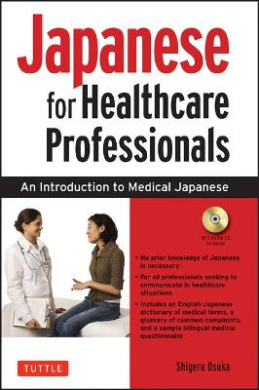 Japanese
for Healthcare
Professionals
An Introduction to Medical Japanese
• No prior knowledge of Japanese
is necessary
• For all professionals seeking to
communicate in healthcare
situations
• Includes an English-Japanese
dictionary of medical terms, a
glossary of common complaints,
and a sample bilingual medical
questionnaire
Shigeru Osuka
TUTTLE